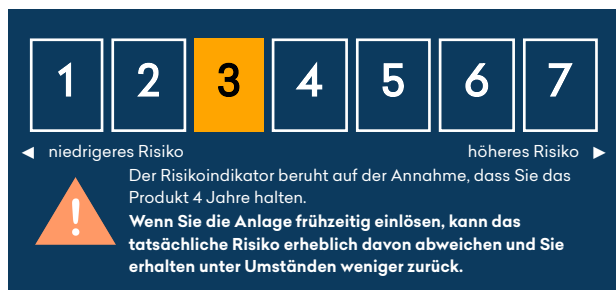 1 2 3 4 5 6 7
◄ niedrigeres Risiko höheres Risiko ►
Der Risikoindikator beruht auf der Annahme, dass Sie das
Produkt 4 Jahre halten.
!
Wenn Sie die Anlage frühzeitig einlösen, kann das
tatsächliche Risiko erheblich davon abweichen und Sie
erhalten unter Umständen weniger zurück.